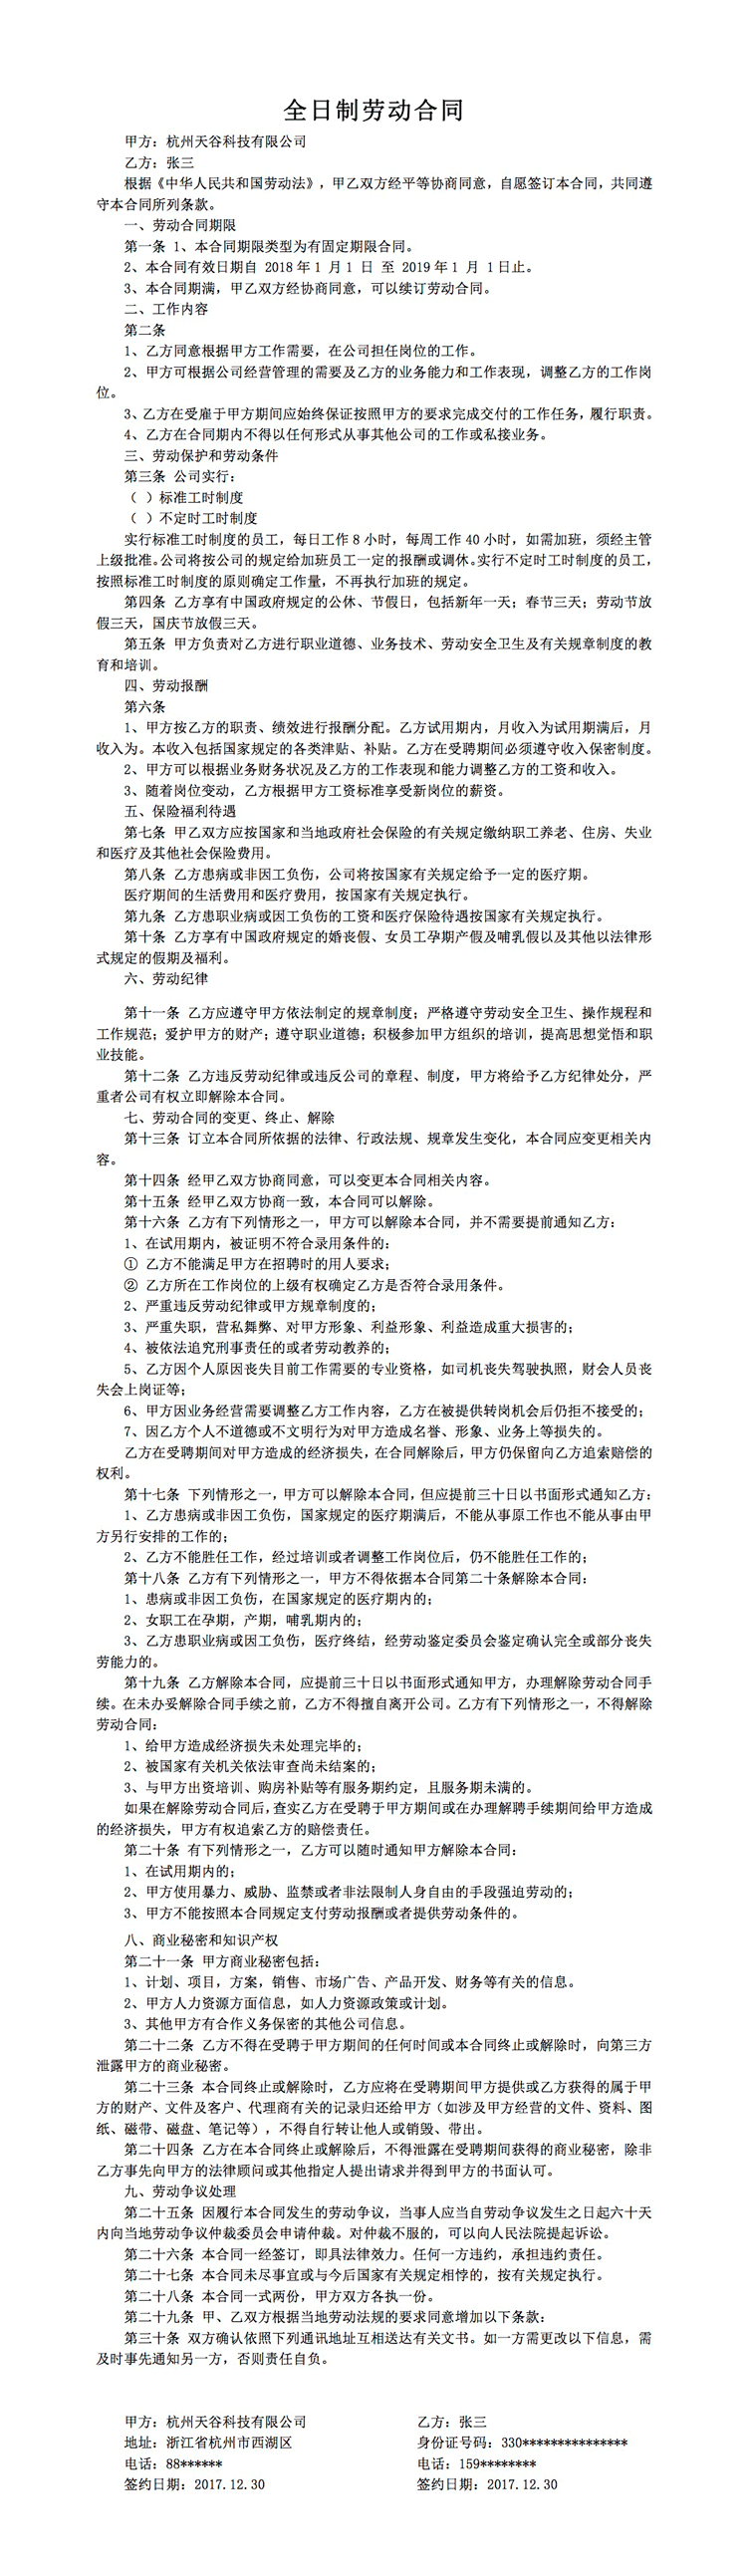 全日制劳动合同
甲方：杭州天谷科技有限公司
乙方：张三
根据《中华人民共和国劳动法》，甲乙双方经平等协商同意，自愿签订本合同，共同遵
守本合同所列条款。
一、劳动合同期限
第一条 1、本合同期限类型为有固定期限合同。
2、本合同有效日期自 2018年1月1 日 至 2019年1 月 1日止。
3、本合同期满，甲乙双方经协商同意，可以续订劳动合同。
二、工作内容
第二条
1、乙方同意根据甲方工作需要，在公司担任岗位的工作。
2、甲方可根据公司经营管理的需要及乙方的业务能力和工作表现，调整乙方的工作岗
位。
3、乙方在受雇于甲方期间应始终保证按照甲方的要求完成交付的工作任务，履行职责。
4、乙方在合同期内不得以任何形式从事其他公司的工作或私接业务。
三、劳动保护和劳动条件
第三条 公司实行：
（ ）标准工时制度
（ ）不定时工时制度
实行标准工时制度的员工，每日工作8小时，每周工作40小时，如需加班，须经主管
上级批准。公司将按公司的规定给加班员工一定的报酬或调休。实行不定时工时制度的员工，
按照标准工时制度的原则确定工作量，不再执行加班的规定。
第四条 乙方享有中国政府规定的公休、节假日，包括新年一天；春节三天；劳动节放
假三天，国庆节放假三天。
第五条 甲方负责对乙方进行职业道德、业务技术、劳动安全卫生及有关规章制度的教
育和培训。
四、劳动报酬
第六条
1、甲方按乙方的职责、绩效进行报酬分配。乙方试用期内，月收入为试用期满后，月
收入为。本收入包括国家规定的各类津贴、补贴。乙方在受聘期间必须遵守收入保密制度。
2、甲方可以根据业务财务状况及乙方的工作表现和能力调整乙方的工资和收入。
3、随着岗位变动，乙方根据甲方工资标准享受新岗位的薪资。
五、保险福利待遇
第七条 甲乙双方应按国家和当地政府社会保险的有关规定缴纳职工养老、住房、失业
和医疗及其他社会保险费用。
第八条 乙方患病或非因工负伤，公司将按国家有关规定给予一定的医疗期。
医疗期间的生活费用和医疗费用，按国家有关规定执行。
第九条 乙方患职业病或因工负伤的工资和医疗保险待遇按国家有关规定执行。
第十条 乙方享有中国政府规定的婚丧假、女员工孕期产假及哺乳假以及其他以法律形
式规定的假期及福利。
六、劳动纪律
第十一条 乙方应遵守甲方依法制定的规章制度；严格遵守劳动安全卫生、操作规程和
工作规范；爱护甲方的财产；遵守职业道德；积极参加甲方组织的培训，提高思想觉悟和职
业技能。
第十二条 乙方违反劳动纪律或违反公司的章程、制度，甲方将给予乙方纪律处分，严
重者公司有权立即解除本合同。
七、劳动合同的变更、终止、解除
第十三条 订立本合同所依据的法律、行政法规、规章发生变化，本合同应变更相关内
容。
第十四条 经甲乙双方协商同意，可以变更本合同相关内容。
第十五条 经甲乙双方协商一致，本合同可以解除。
第十六条 乙方有下列情形之一，甲方可以解除本合同，并不需要提前通知乙方：
1、在试用期内，被证明不符合录用条件的：
① 乙方不能满足甲方在招聘时的用人要求；
② 乙方所在工作岗位的上级有权确定乙方是否符合录用条件。
2、严重违反劳动纪律或甲方规章制度的；
3、严重失职，营私舞弊、对甲方形象、利益形象、利益造成重大损害的；
4、被依法追究刑事责任的或者劳动教养的；
5、乙方因个人原因丧失目前工作需要的专业资格，如司机丧失驾驶执照，财会人员丧
失会上岗证等；
6、甲方因业务经营需要调整乙方工作内容，乙方在被提供转岗机会后仍拒不接受的；
7、因乙方个人不道德或不文明行为对甲方造成名誉、形象、业务上等损失的。
乙方在受聘期间对甲方造成的经济损失，在合同解除后，甲方仍保留向乙方追索赔偿的
权利。
第十七条 下列情形之一，甲方可以解除本合同，但应提前三十日以书面形式通知乙方：
1、乙方患病或非因工负伤，国家规定的医疗期满后，不能从事原工作也不能从事由甲
方另行安排的工作的；
2、乙方不能胜任工作，经过培训或者调整工作岗位后，仍不能胜任工作的；
第十八条 乙方有下列情形之一，甲方不得依据本合同第二十条解除本合同：
1、患病或非因工负伤，在国家规定的医疗期内的；
2、女职工在孕期，产期，哺乳期内的；
3、乙方患职业病或因工负伤，医疗终结，经劳动鉴定委员会鉴定确认完全或部分丧失
劳能力的。
第十九条 乙方解除本合同，应提前三十日以书面形式通知甲方，办理解除劳动合同手
续。在未办妥解除合同手续之前，乙方不得擅自离开公司。乙方有下列情形之一，不得解除
劳动合同：
1、给甲方造成经济损失未处理完毕的；
2、被国家有关机关依法审查尚未结案的；
3、与甲方出资培训、购房补贴等有服务期约定，且服务期未满的。
如果在解除劳动合同后，查实乙方在受聘于甲方期间或在办理解聘手续期间给甲方造成
的经济损失，甲方有权追索乙方的赔偿责任。
第二十条 有下列情形之一，乙方可以随时通知甲方解除本合同：
1、在试用期内的；
2、甲方使用暴力、威胁、监禁或者非法限制人身自由的手段强迫劳动的；
3、甲方不能按照本合同规定支付劳动报酬或者提供劳动条件的。
八、商业秘密和知识产权
第二十一条 甲方商业秘密包括：
1、计划、项目，方案，销售、市场广告、产品开发、财务等有关的信息。
2、甲方人力资源方面信息，如人力资源政策或计划。
3、其他甲方有合作义务保密的其他公司信息。
第二十二条 乙方不得在受聘于甲方期间的任何时间或本合同终止或解除时，向第三方
泄露甲方的商业秘密。
第二十三条 本合同终止或解除时，乙方应将在受聘期间甲方提供或乙方获得的属于甲
方的财产、文件及客户、代理商有关的记录归还给甲方（如涉及甲方经营的文件、资料、图
纸、磁带、磁盘、笔记等），不得自行转让他人或销毁、带出。
第二十四条 乙方在本合同终止或解除后，不得泄露在受聘期间获得的商业秘密，除非
乙方事先向甲方的法律顾问或其他指定人提出请求并得到甲方的书面认可。
九、劳动争议处理
第二十五条 因履行本合同发生的劳动争议，当事人应当自劳动争议发生之日起六十天
内向当地劳动争议仲裁委员会申请仲裁。对仲裁不服的，可以向人民法院提起诉讼。
第二十六条 本合同一经签订，即具法律效力。任何一方违约，承担违约责任。
第二十七条 本合同未尽事宜或与今后国家有关规定相悖的，按有关规定执行。
第二十八条 本合同一式两份，甲方双方各执一份。
第二十九条 甲、乙双方根据当地劳动法规的要求同意增加以下条款：
第三十条 双方确认依照下列通讯地址互相送达有关文书。如一方需更改以下信息，需
及时事先通知另一方，否则责任自负。
甲方：杭州天谷科技有限公司 乙方：张三
地址：浙江省杭州市西湖区 身份证号码：330***************
电话：88****** 电话：159********
签约日期：2017.12.30 签约日期：2017.12.30